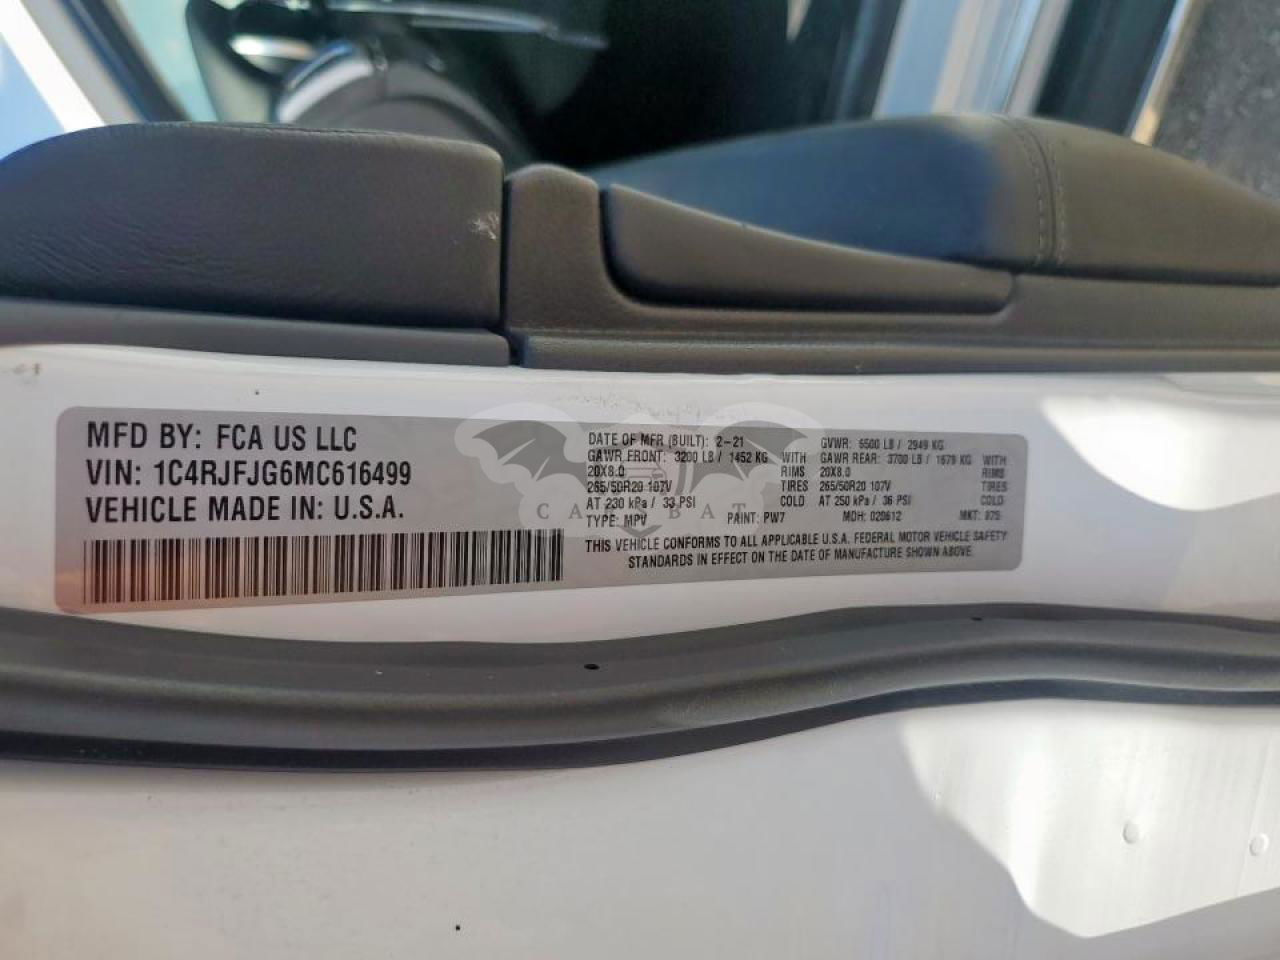 MFD BY: FCA US LLC
VIN: 1C4RJFJG6MC616499
VEHICLE MADE IN: U.S.A.
DATE OF MFR (BUILT): 2-21 GVWR: 6500 LB / 2949 KG
GAWR FRONT: 3200 LB / 1452 KG WITH GAWR REAR: 3700 LB / 1679 KG WITH
20X8.0 RIMS 20X8.0 RIMS
265/50R20 107V TIRES 265/50R20 107V TIRES
AT 230 kPa / 33 PSI COLD AT 250 kPa / 36 PSI COLD
TYPE: MPV PAINT: PW7 MDH: 020612 MKT: 975
THIS VEHICLE CONFORMS TO ALL APPLICABLE U.S.A. FEDERAL MOTOR VEHICLE SAFETY
STANDARDS IN EFFECT ON THE DATE OF MANUFACTURE SHOWN ABOVE.